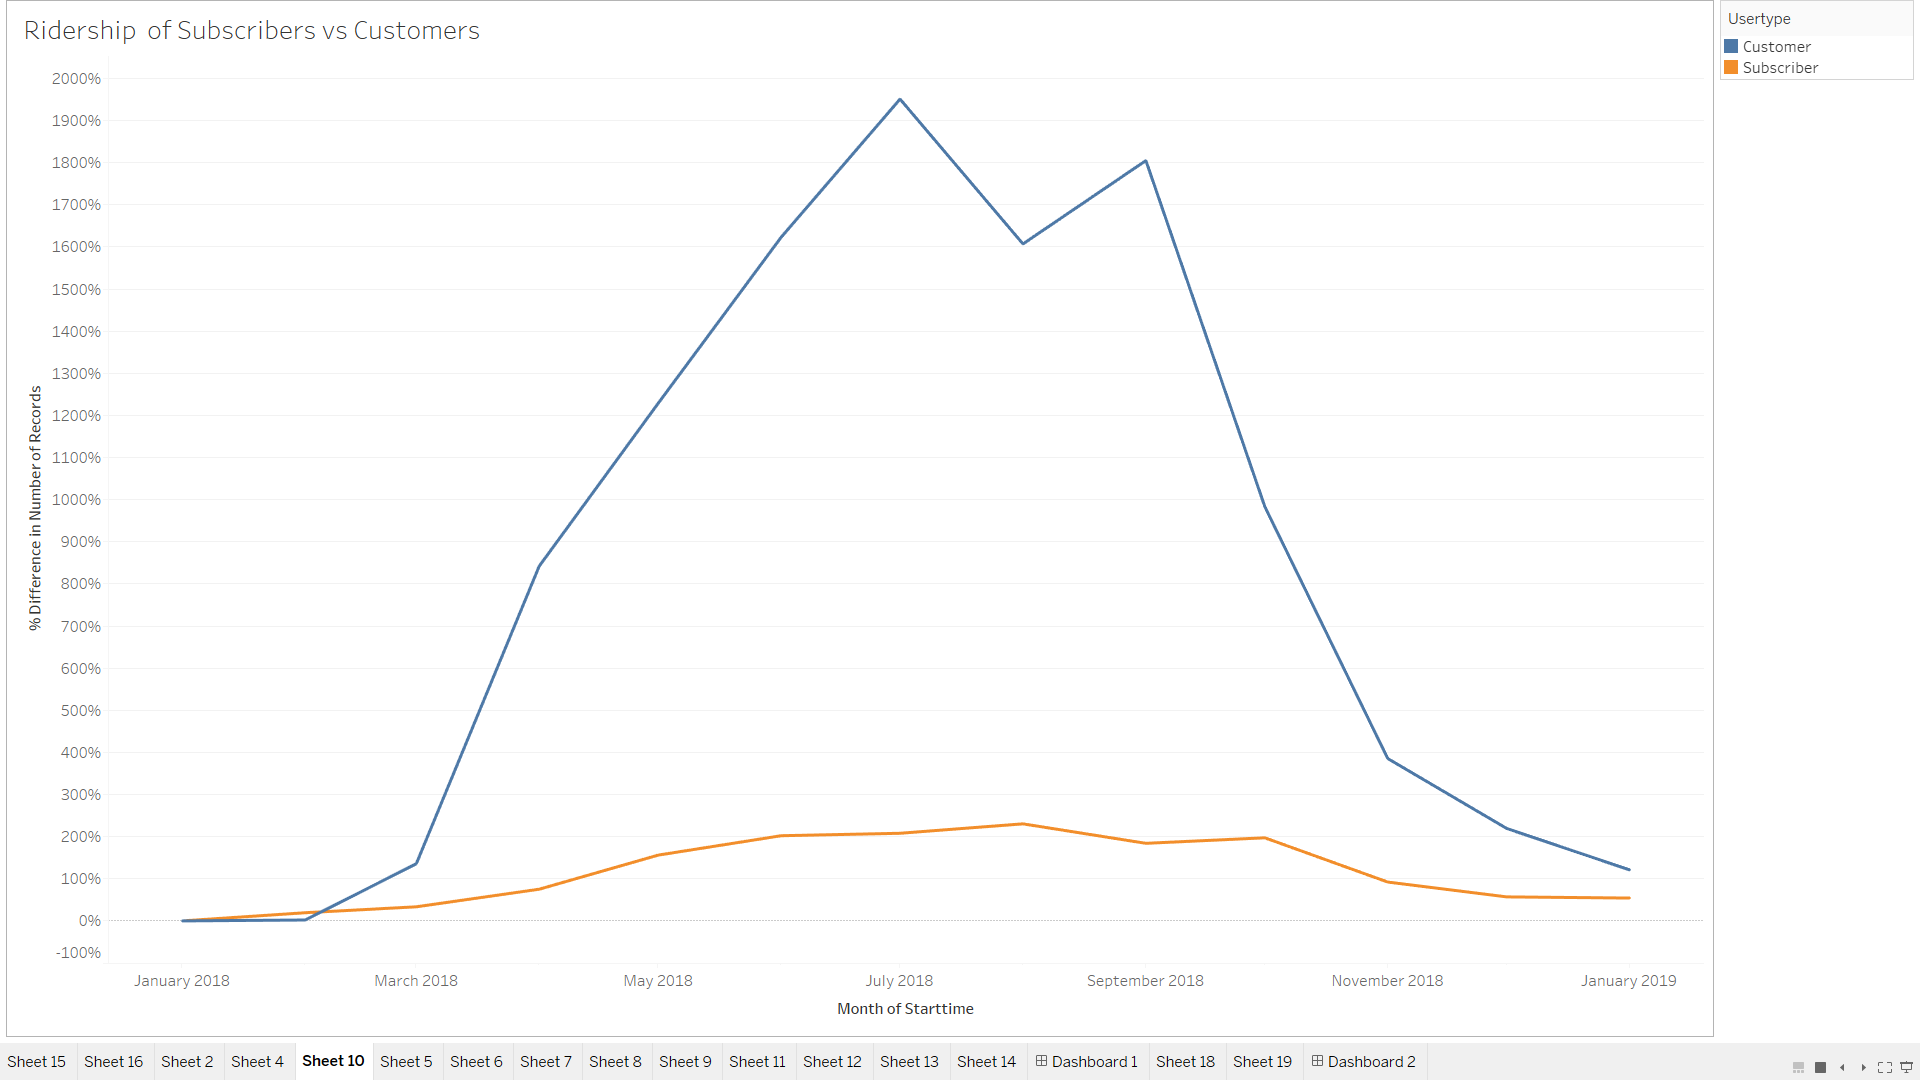 Ridership  of Subscribers vs Customers
Usertype
Customer
Subscriber
% Difference in Number of Records
2000%
1900%
1800%
1700%
1600%
1500%
1400%
1300%
1200%
1100%
1000%
900%
800%
700%
600%
500%
400%
300%
200%
100%
0%
-100%
January 2018
March 2018
May 2018
July 2018
September 2018
November 2018
January 2019
Month of Starttime
Sheet 15
Sheet 16
Sheet 2
Sheet 4
Sheet 10
Sheet 5
Sheet 6
Sheet 7
Sheet 8
Sheet 9
Sheet 11
Sheet 12
Sheet 13
Sheet 14
Dashboard 1
Sheet 18
Sheet 19
Dashboard 2